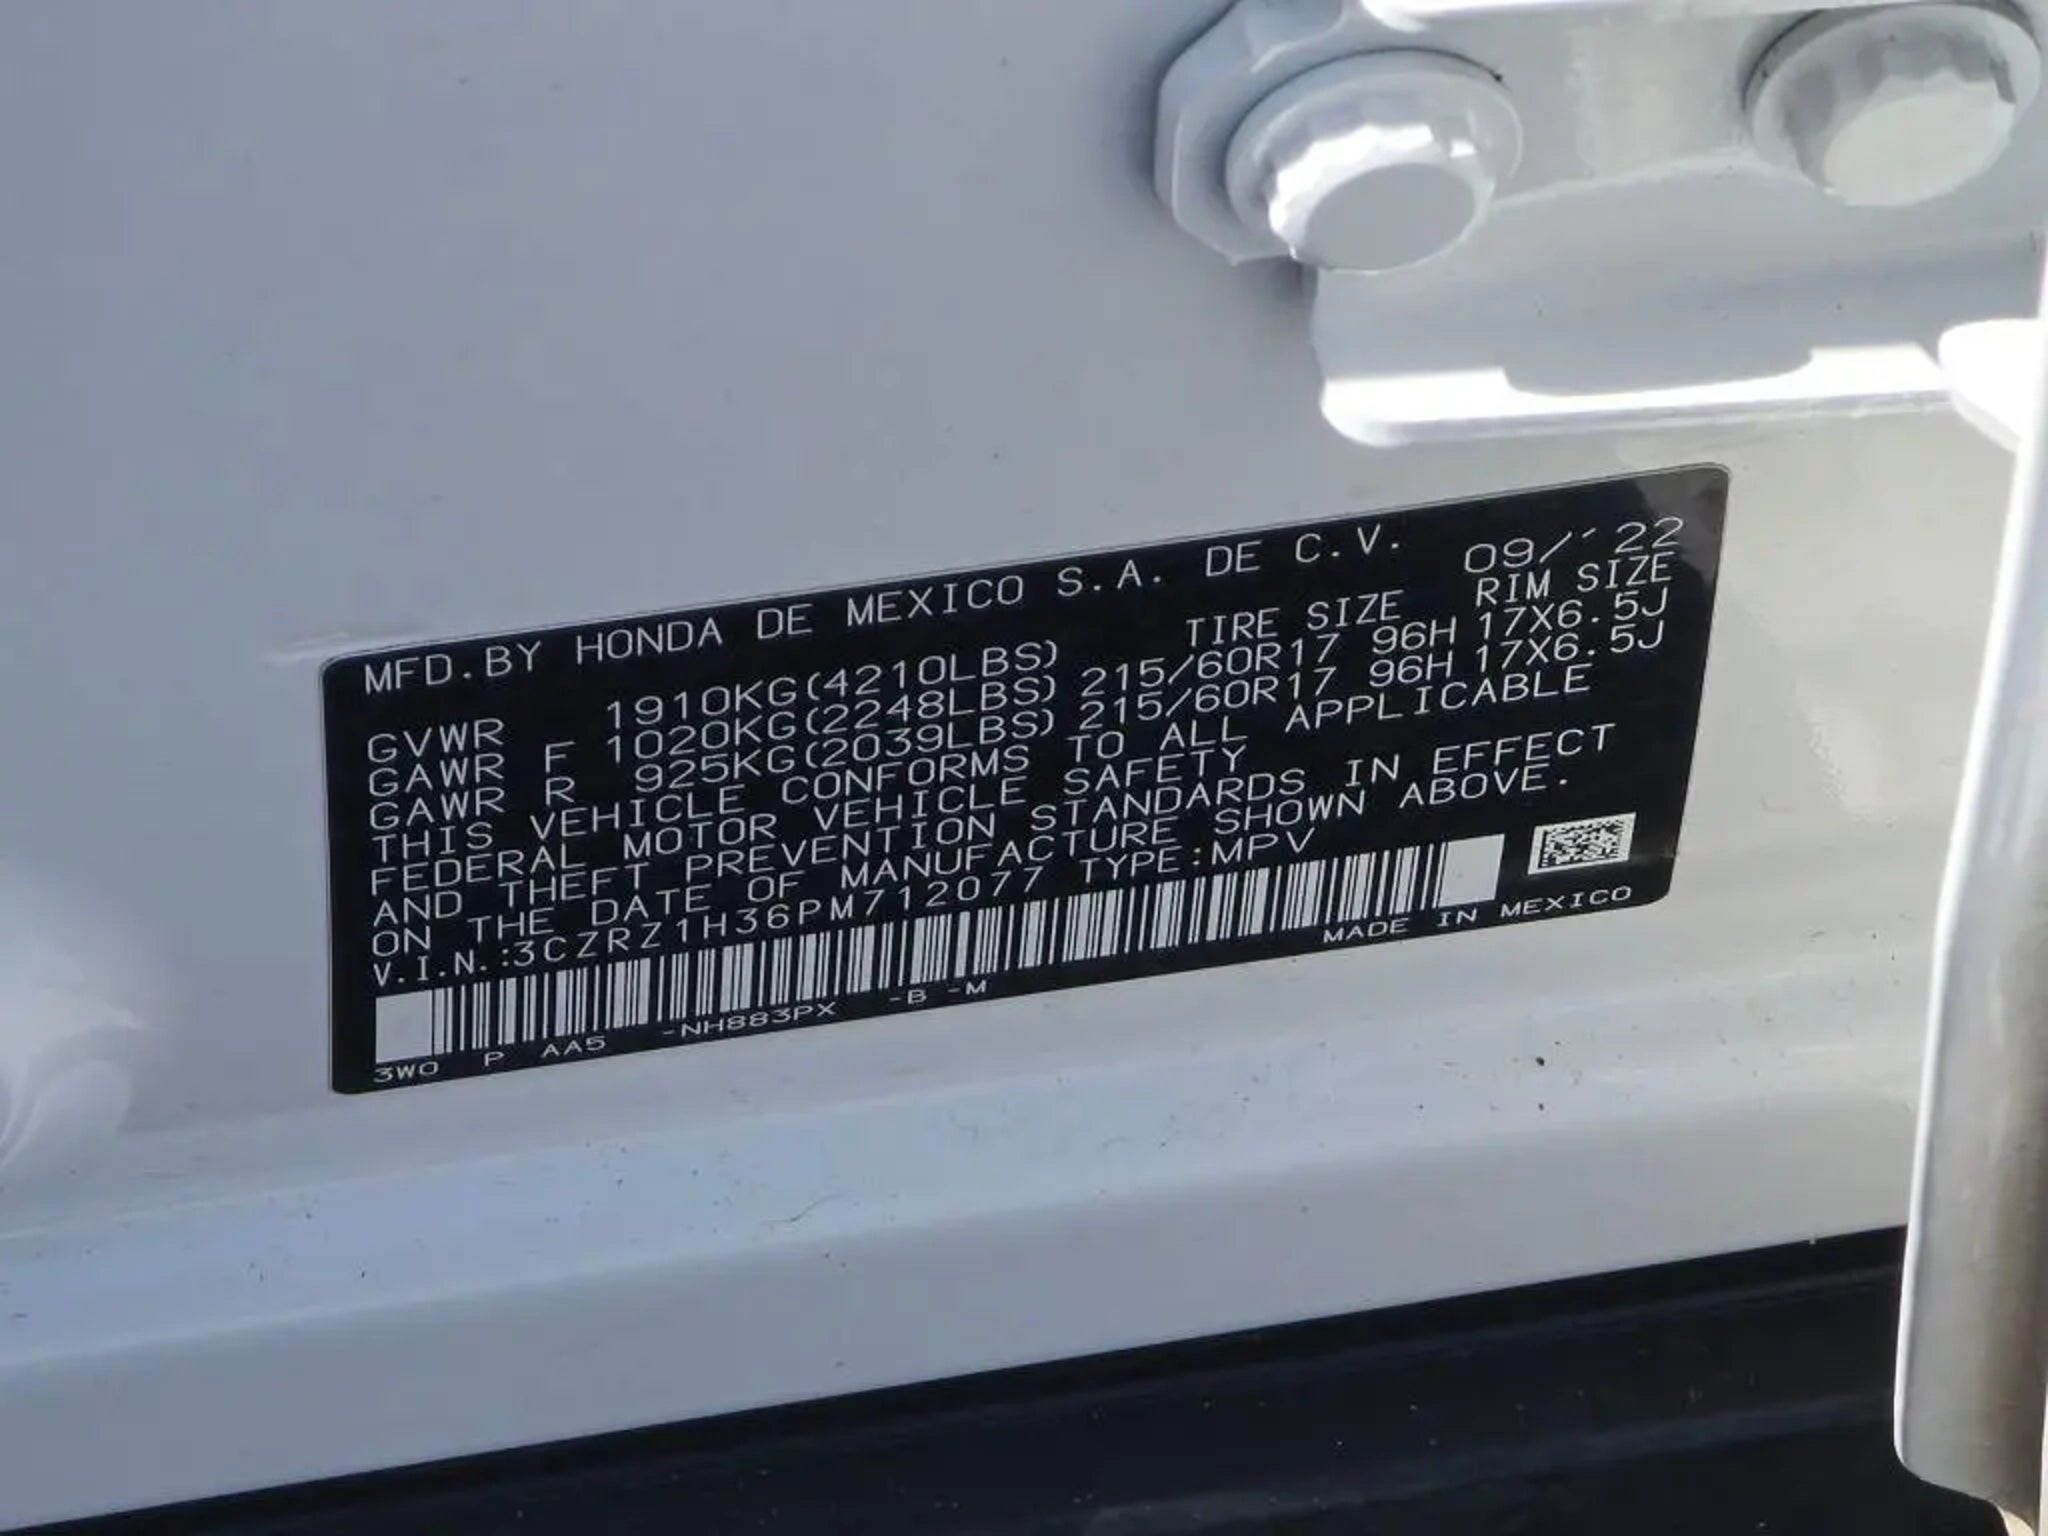 MFD.BY HONDA DE MEXICO S.A. DE C.V. 09/'22
TIRE SIZE RIM SIZE
GVWR 1910KG(4210LBS)
GAWR F 1020KG(2248LBS) 215/60R17 96H 17X6.5J
GAWR R 925KG(2039LBS) 215/60R17 96H 17X6.5J
THIS VEHICLE CONFORMS TO ALL APPLICABLE
FEDERAL MOTOR VEHICLE SAFETY
AND THEFT PREVENTION STANDARDS IN EFFECT
ON THE DATE OF MANUFACTURE SHOWN ABOVE.
V.I.N.:3CZRZ1H36PM712077 TYPE:MPV
3W0 P AA5 -NH883PX -B -M MADE IN MEXICO